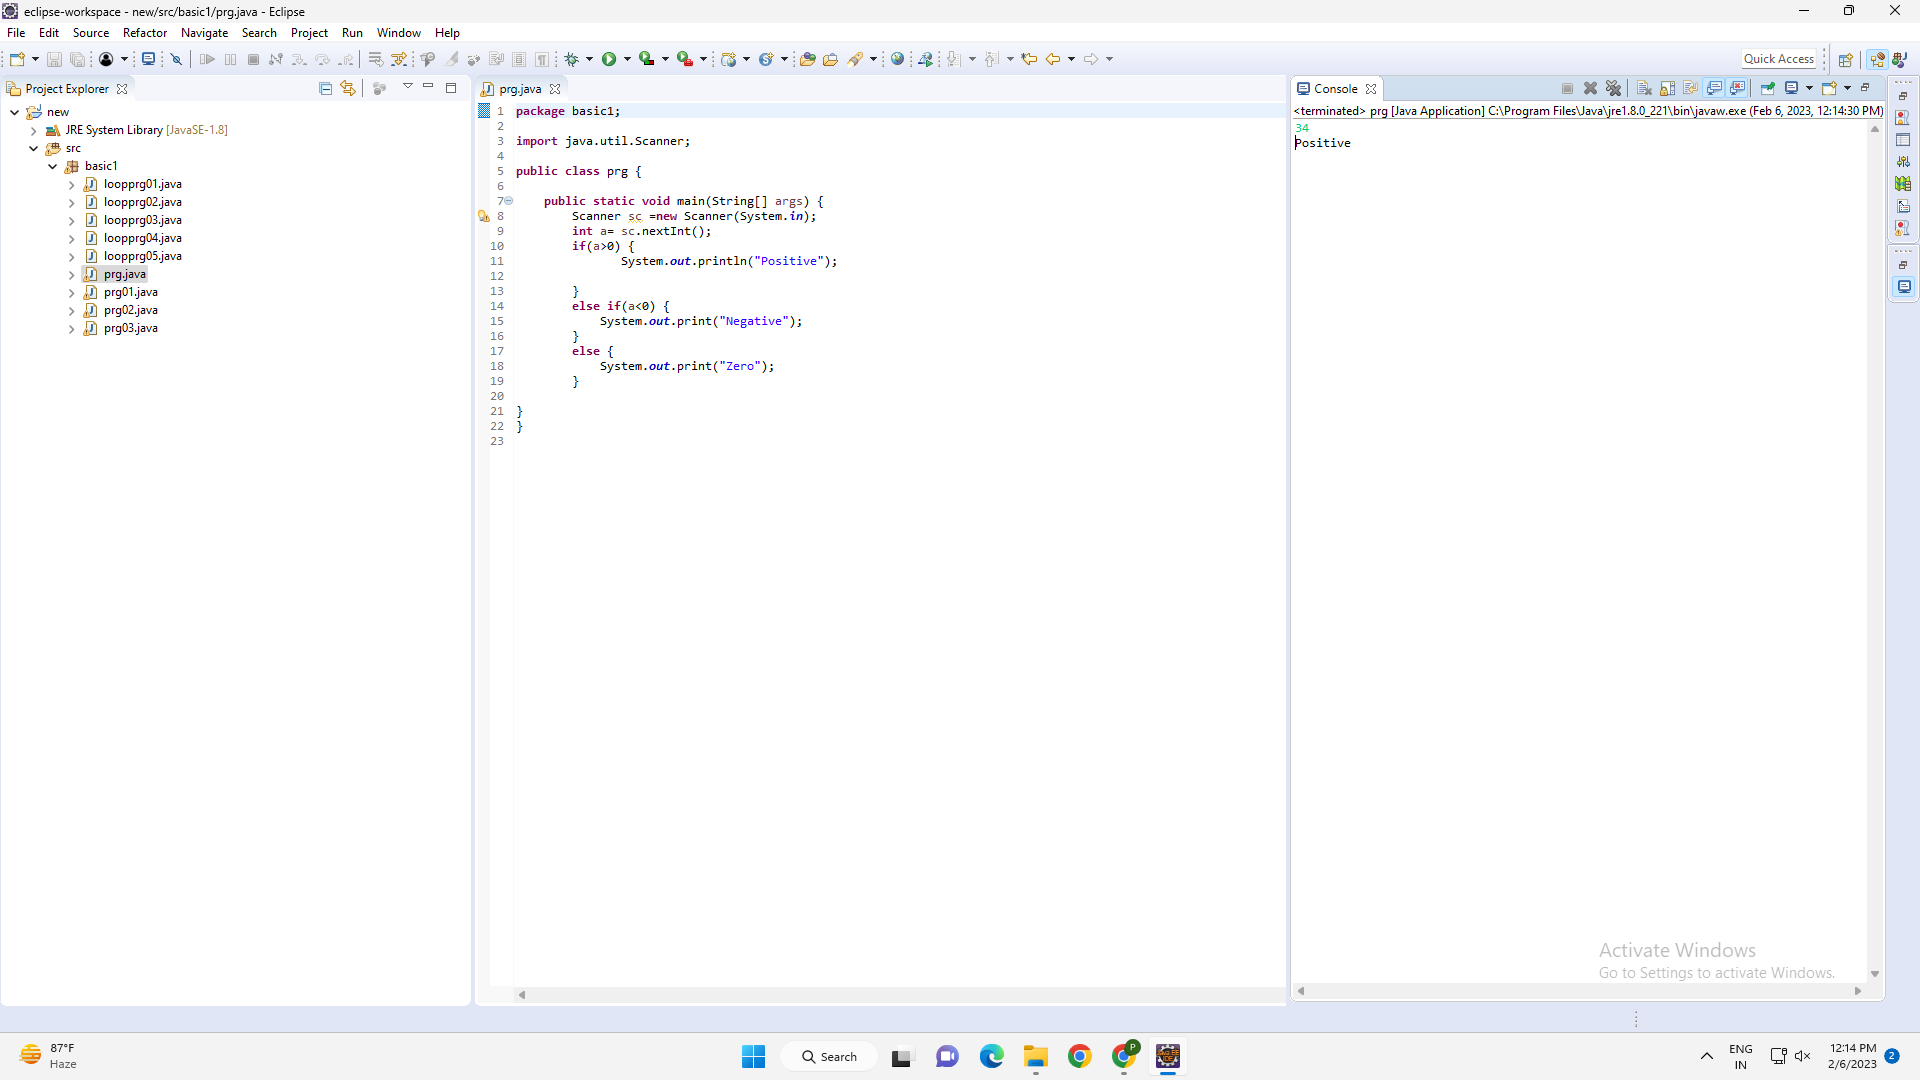 eclipse-workspace - new/src/basic1/prg.java - Eclipse
File Edit Source Refactor Navigate Search Project Run Window Help
Quick Access
Project Explorer
new
JRE System Library [JavaSE-1.8]
src
basic1
loopprg01.java
loopprg02.java
loopprg03.java
loopprg04.java
loopprg05.java
prg.java
prg01.java
prg02.java
prg03.java
prg.java
1 package basic1;
2
3 import java.util.Scanner;
4
5 public class prg {
6
7 public static void main(String[] args) {
8 Scanner sc =new Scanner(System.in);
9 int a= sc.nextInt();
10 if(a>0) {
11 System.out.println("Positive");
12
13 }
14 else if(a<0) {
15 System.out.print("Negative");
16 }
17 else {
18 System.out.print("Zero");
19 }
20
21 }
22 }
23
Console
<terminated> prg [Java Application] C:\Program Files\Java\jre1.8.0_221\bin\javaw.exe (Feb 6, 2023, 12:14:30 PM)
34
Positive
Activate Windows
Go to Settings to activate Windows.
87°F
Haze
Search
P
ENG
IN
12:14 PM
2/6/2023
2